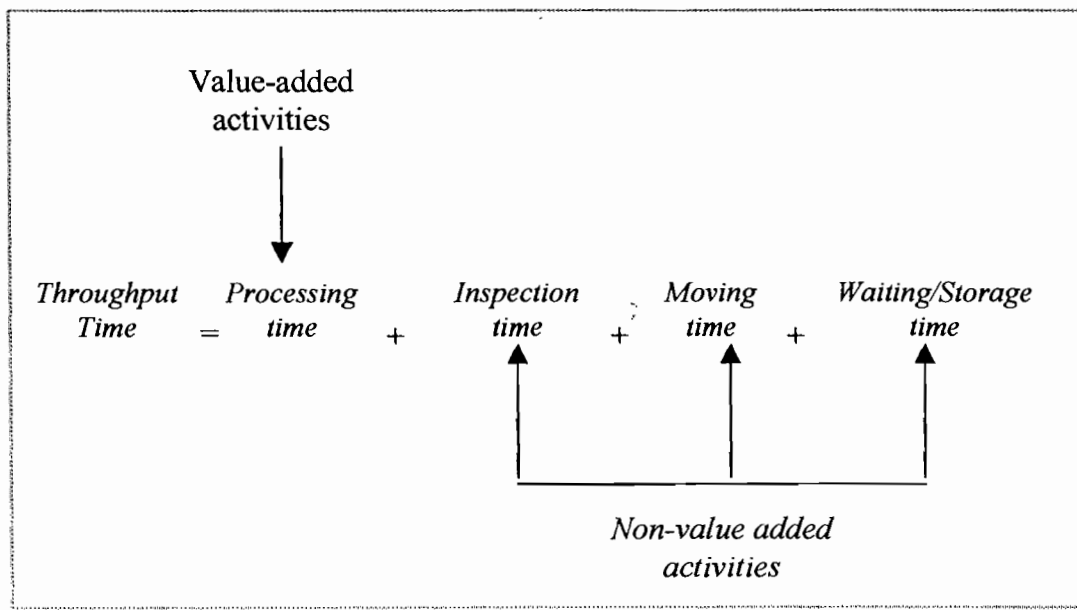 Value-added
activities
Throughput Processing Inspection Moving Waiting/Storage
Time = time + time + time + time
Non-value added
activities